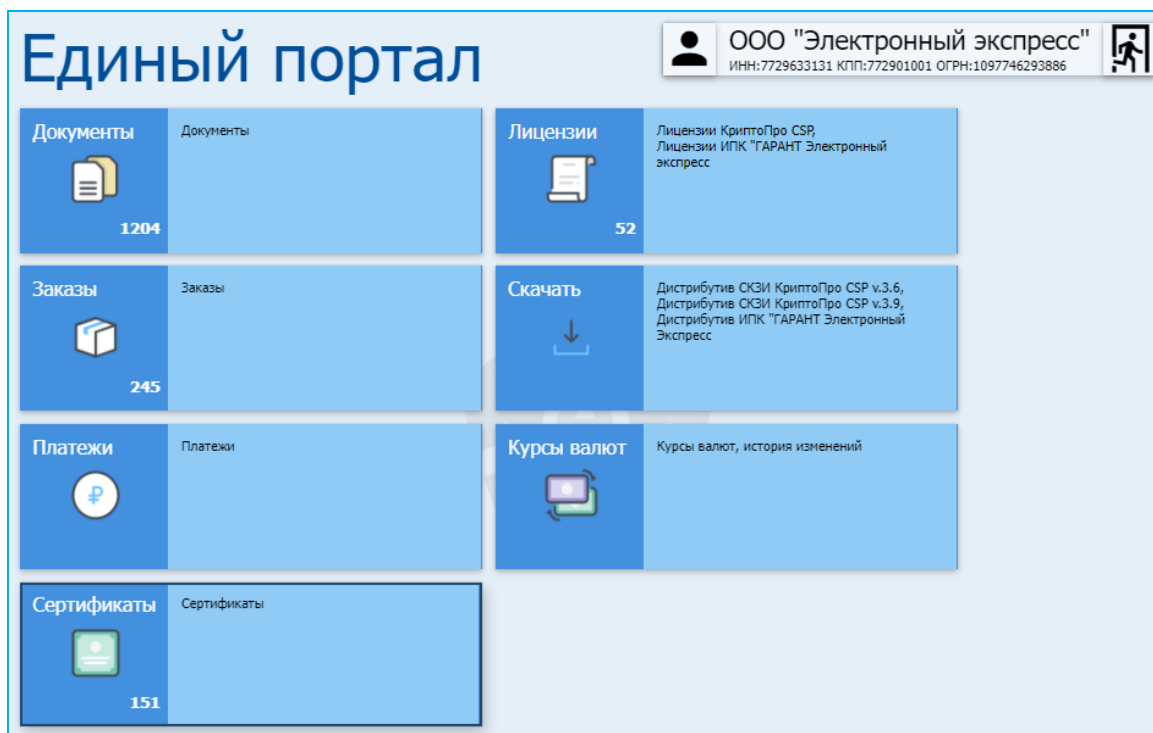 Единый портал
ООО "Электронный экспресс"
ИНН:7729633131 КПП:772901001 ОГРН:1097746293886
Документы
1204
Документы
Лицензии
52
Лицензии КриптоПро CSP,
Лицензии ИПК "ГАРАНТ Электронный
экспресс
Заказы
245
Заказы
Скачать
Дистрибутив СКЗИ КриптоПро CSP v.3.6,
Дистрибутив СКЗИ КриптоПро CSP v.3.9,
Дистрибутив ИПК "ГАРАНТ Электронный
Экспресс
Платежи
₽
Платежи
Курсы валют
Курсы валют, история изменений
Сертификаты
151
Сертификаты